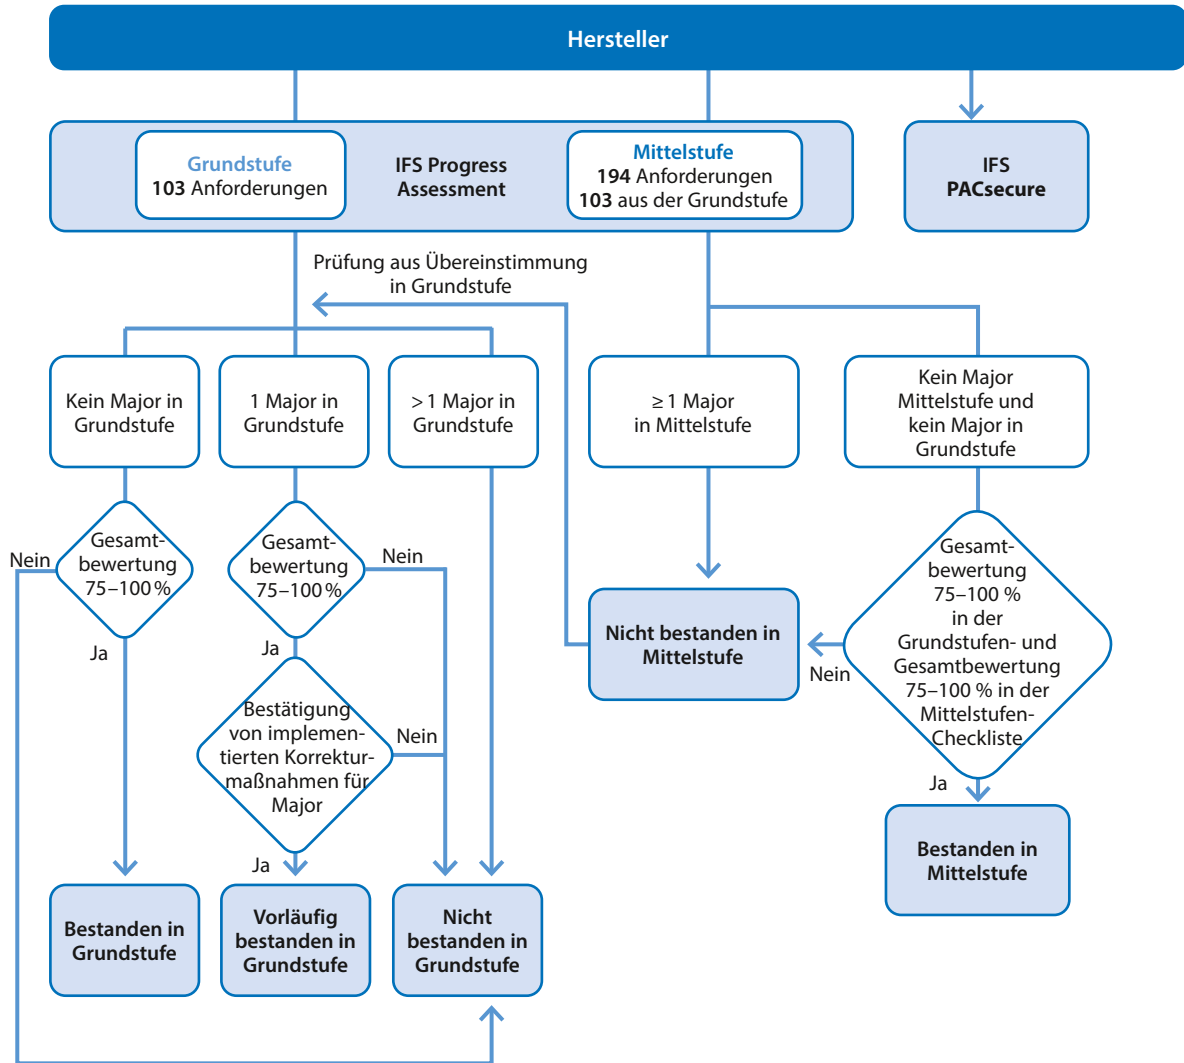 Hersteller
Grundstufe
103 Anforderungen
IFS Progress
Assessment
Mittelstufe
194 Anforderungen
103 aus der Grundstufe
IFS
PACsecure
Prüfung aus Übereinstimmung
in Grundstufe
Kein Major in
Grundstufe
1 Major in
Grundstufe
> 1 Major in
Grundstufe
≥ 1 Major
in Mittelstufe
Kein Major
Mittelstufe und
kein Major in
Grundstufe
Nein
Gesamt-
bewertung
75–100 %
Ja
Gesamt-
bewertung
75–100 %
Nein
Ja
Bestätigung
von implemen-
tierten Korrektur-
maßnahmen für
Major
Nein
Ja
Nicht bestanden in
Mittelstufe
Nein
Gesamt-
bewertung
75–100 %
in der
Grundstufen- und
Gesamtbewertung
75–100 % in der
Mittelstufen-
Checkliste
Ja
Bestanden in
Mittelstufe
Bestanden in
Grundstufe
Vorläufig
bestanden in
Grundstufe
Nicht
bestanden in
Grundstufe